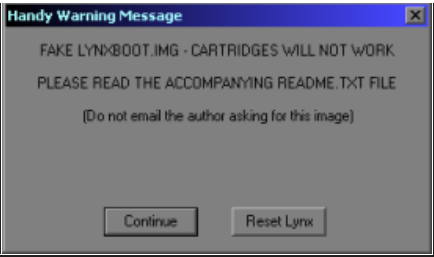 Handy Warning Message
FAKE LYNXBOOT.IMG - CARTRIDGES WILL NOT WORK
PLEASE READ THE ACCOMPANYING README.TXT FILE
(Do not email the author asking for this image)
Continue
Reset Lynx